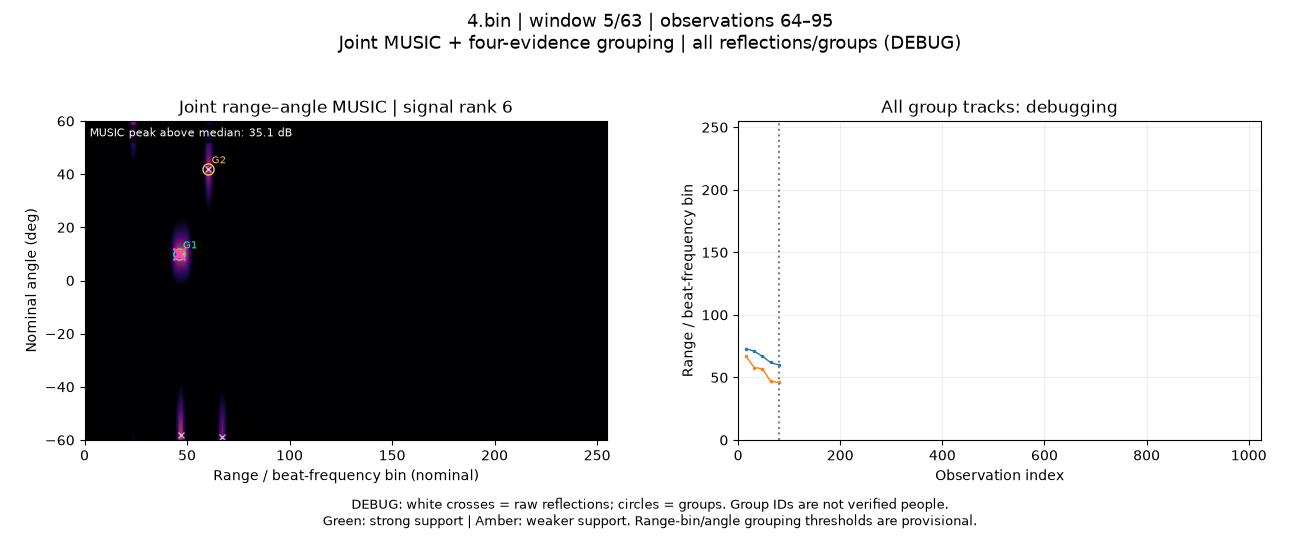 4.bin | window 5/63 | observations 64–95
Joint MUSIC + four-evidence grouping | all reflections/groups (DEBUG)
Joint range–angle MUSIC | signal rank 6
MUSIC peak above median: 35.1 dB
G2
G1
60
40
20
0
−20
−40
−60
Nominal angle (deg)
0
50
100
150
200
250
Range / beat-frequency bin (nominal)
All group tracks: debugging
250
200
150
100
50
0
Range / beat-frequency bin
0
200
400
600
800
1000
Observation index
DEBUG: white crosses = raw reflections; circles = groups. Group IDs are not verified people.
Green: strong support | Amber: weaker support. Range-bin/angle grouping thresholds are provisional.